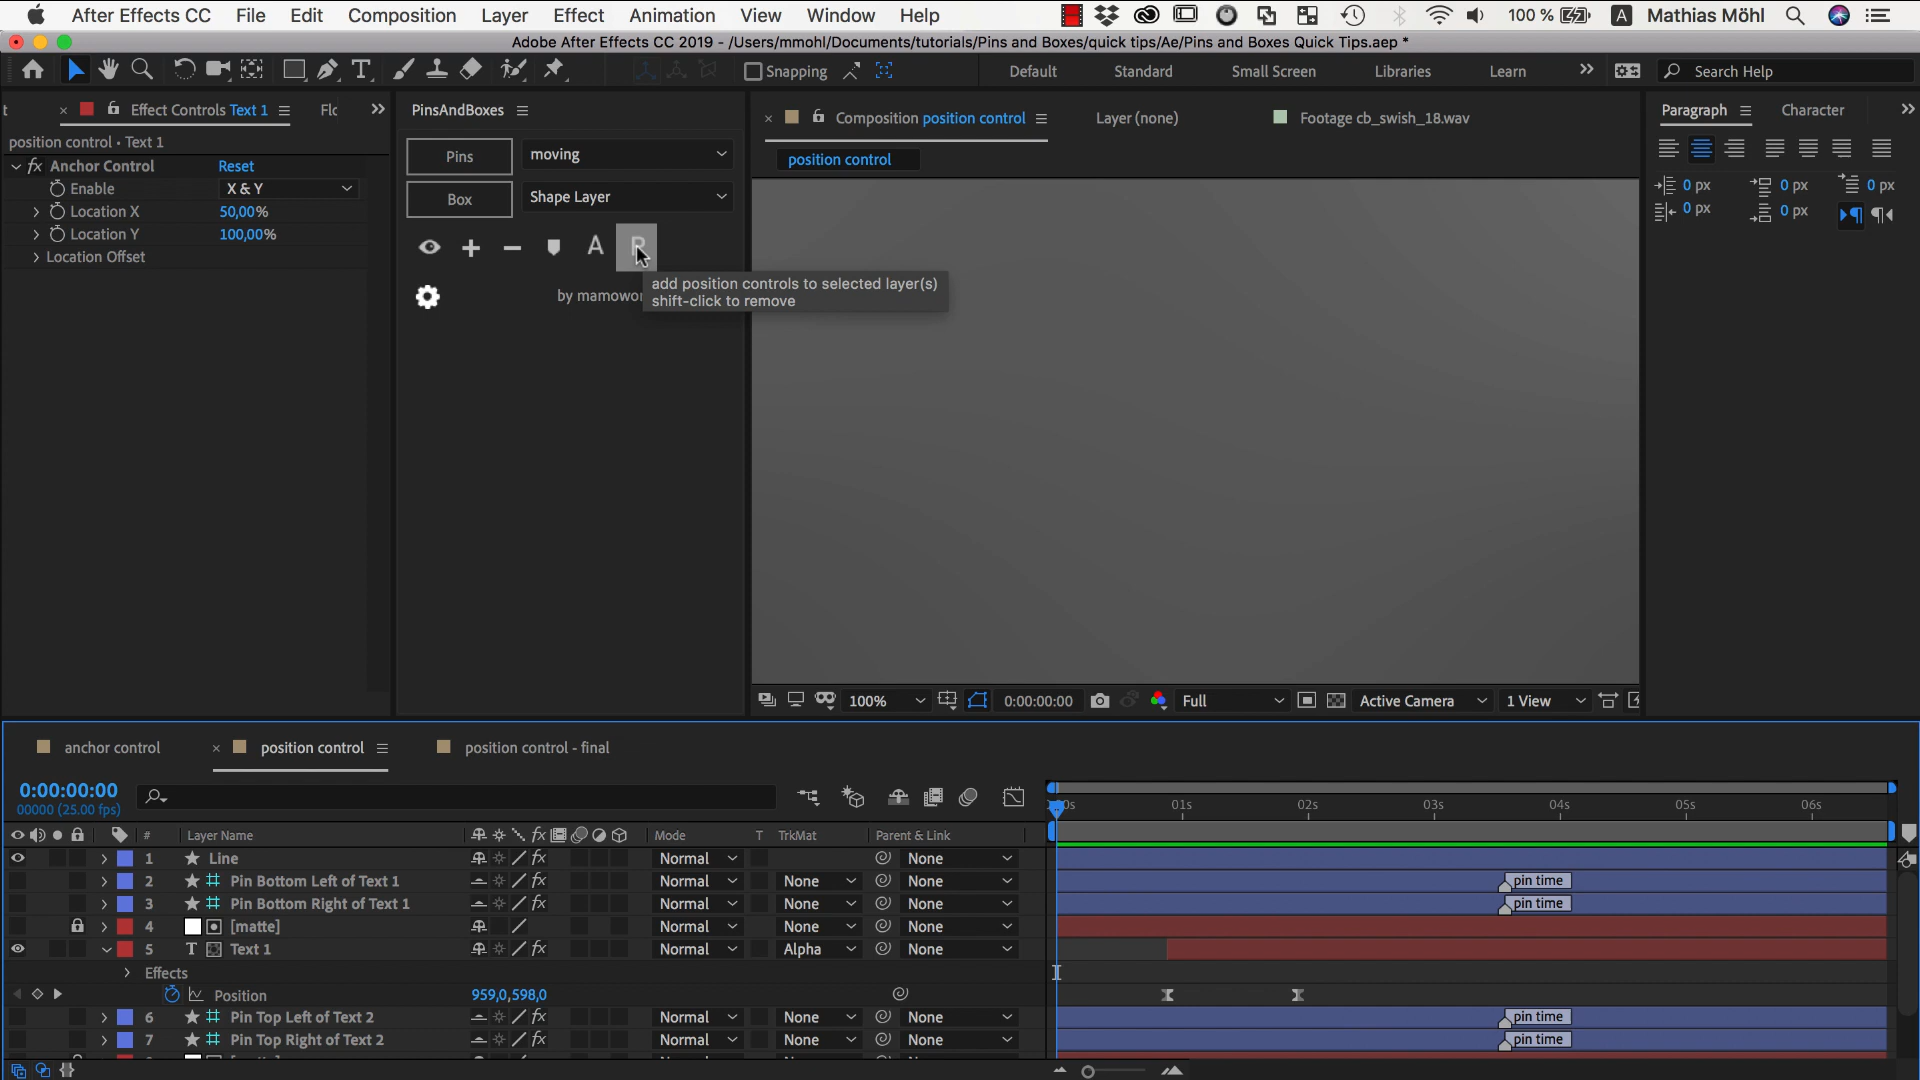 After Effects CC File Edit Composition Layer Effect Animation View Window Help 100 % A Mathias Möhl
Adobe After Effects CC 2019 - /Users/mmohl/Documents/tutorials/Pins and Boxes/quick tips/Ae/Pins and Boxes Quick Tips.aep *
Snapping Default Standard Small Screen Libraries Learn Search Help
Effect Controls Text 1
position control • Text 1
fx Anchor Control Reset
Enable X & Y
Location X 50,00%
Location Y 100,00%
Location Offset
PinsAndBoxes
Pins moving
Box Shape Layer
A
add position controls to selected layer(s)
shift-click to remove
Composition position control Layer (none) Footage cb_swish_18.wav
position control
Paragraph Character
0 px 0 px 0 px
0 px 0 px
100% 0:00:00:00 Full Active Camera 1 View
anchor control position control position control - final
0:00:00:00
00000 (25.00 fps)
01s 02s 03s 04s 05s 06s
# Layer Name fx Mode T TrkMat Parent & Link
1 Line fx Normal None
2 Pin Bottom Left of Text 1 fx Normal None None pin time
3 Pin Bottom Right of Text 1 fx Normal None None pin time
4 [matte] Normal None None
5 T Text 1 fx Normal Alpha None
Effects
Position 959,0,598,0
6 Pin Top Left of Text 2 fx Normal None None pin time
7 Pin Top Right of Text 2 fx Normal None None pin time